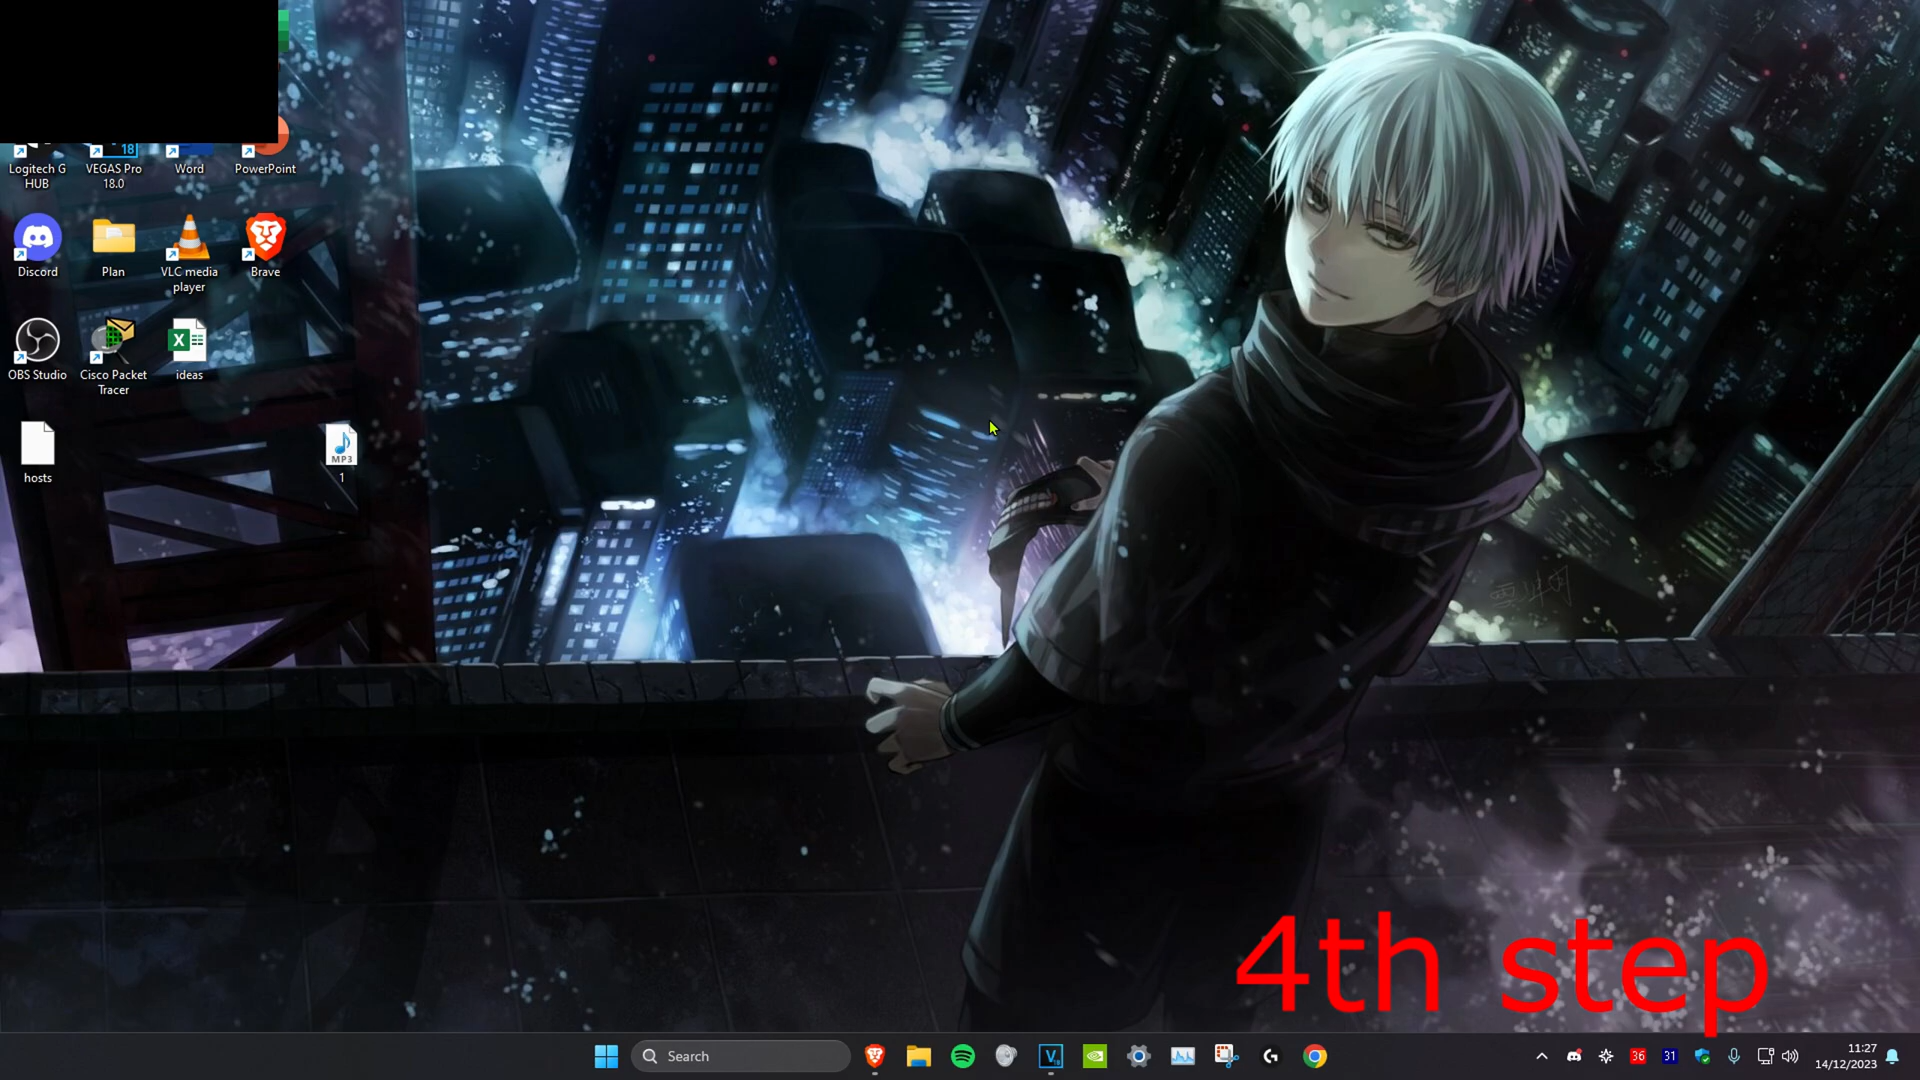 18
Logitech G HUB
VEGAS Pro 18.0
Word
PowerPoint
Discord
Plan
VLC media player
Brave
OBS Studio
Cisco Packet Tracer
X
ideas
hosts
MP3
1
4th step
Search
V
36
31
11:27
14/12/2023